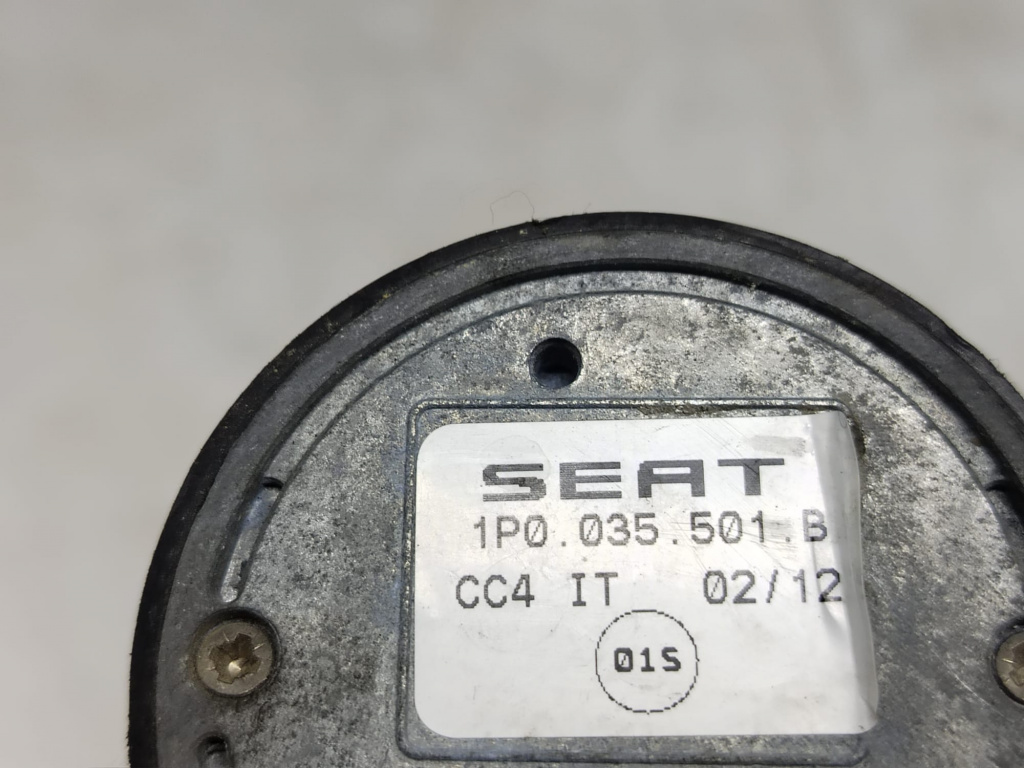 SEAT
1P0.035.501.B
CC4 IT 02/12
01S